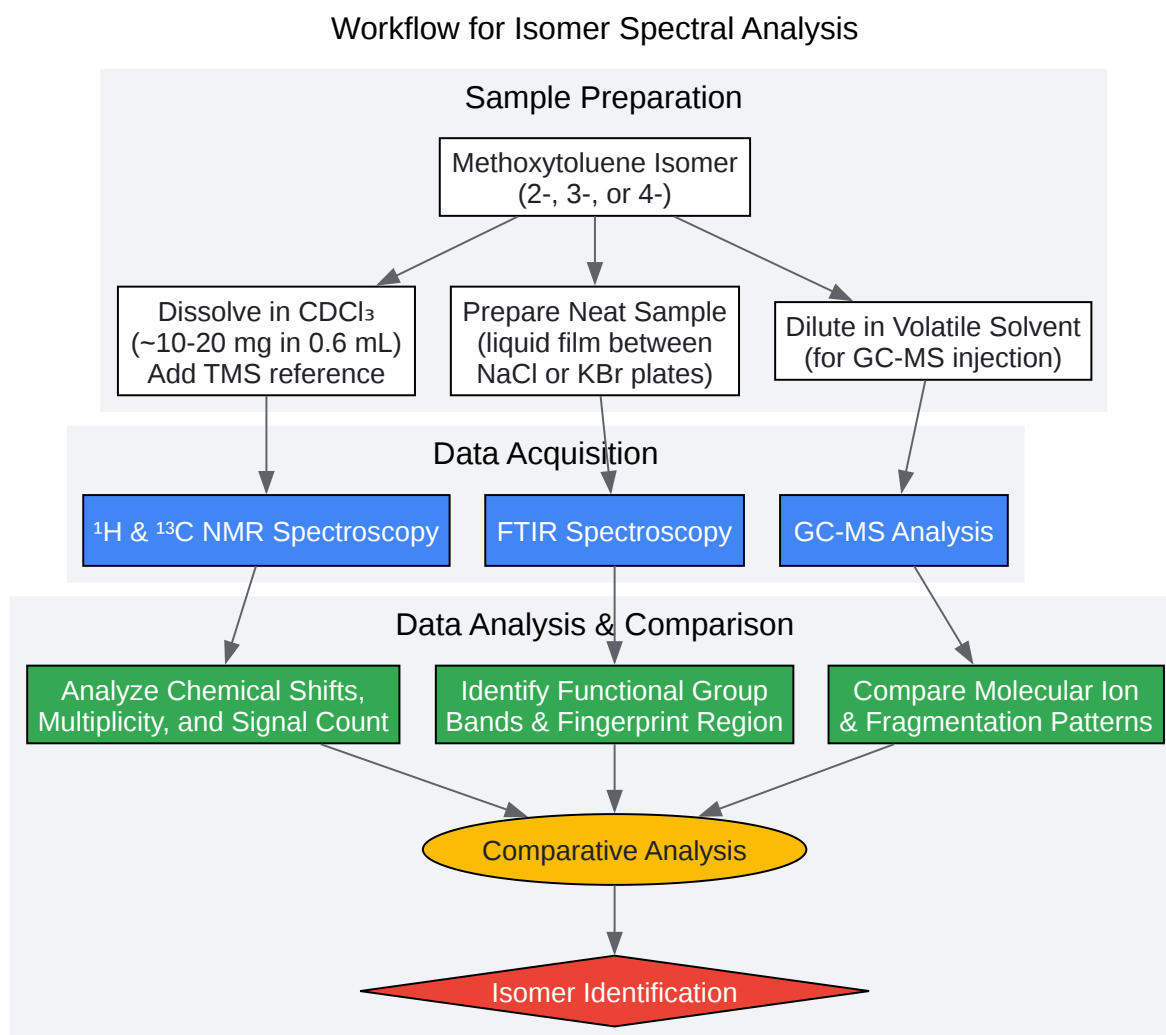 Workflow for Isomer Spectral Analysis
Sample Preparation
Methoxytoluene Isomer
(2-, 3-, or 4-)
Dissolve in CDCl₃
(~10-20 mg in 0.6 mL)
Add TMS reference
Prepare Neat Sample
(liquid film between
NaCl or KBr plates)
Dilute in Volatile Solvent
(for GC-MS injection)
Data Acquisition
¹H & ¹³C NMR Spectroscopy
FTIR Spectroscopy
GC-MS Analysis
Data Analysis & Comparison
Analyze Chemical Shifts,
Multiplicity, and Signal Count
Identify Functional Group
Bands & Fingerprint Region
Compare Molecular Ion
& Fragmentation Patterns
Comparative Analysis
Isomer Identification